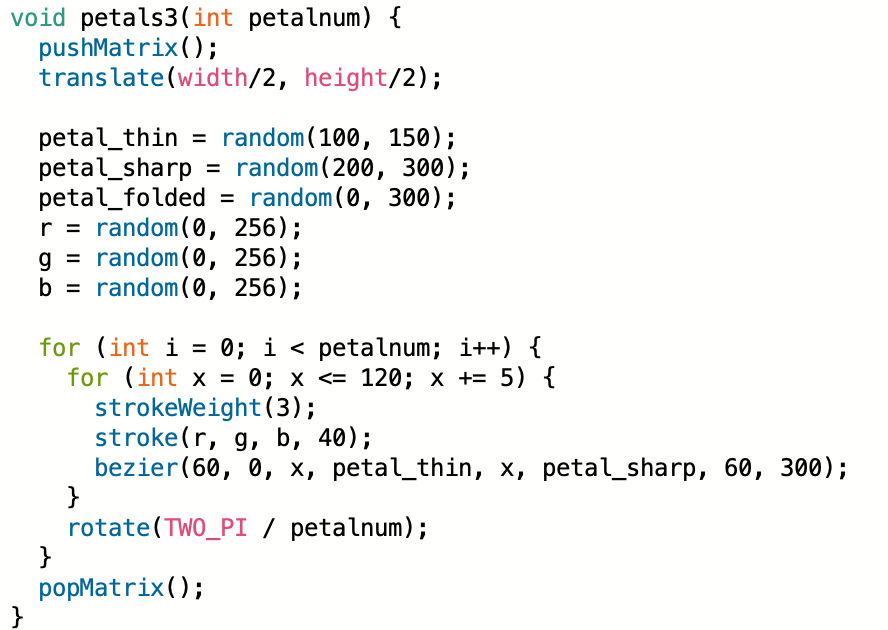 void petals3(int petalnum) {
  pushMatrix();
  translate(width/2, height/2);

  petal_thin = random(100, 150);
  petal_sharp = random(200, 300);
  petal_folded = random(0, 300);
  r = random(0, 256);
  g = random(0, 256);
  b = random(0, 256);

  for (int i = 0; i < petalnum; i++) {
    for (int x = 0; x <= 120; x += 5) {
      strokeWeight(3);
      stroke(r, g, b, 40);
      bezier(60, 0, x, petal_thin, x, petal_sharp, 60, 300);
    }
    rotate(TWO_PI / petalnum);
  }
  popMatrix();
}